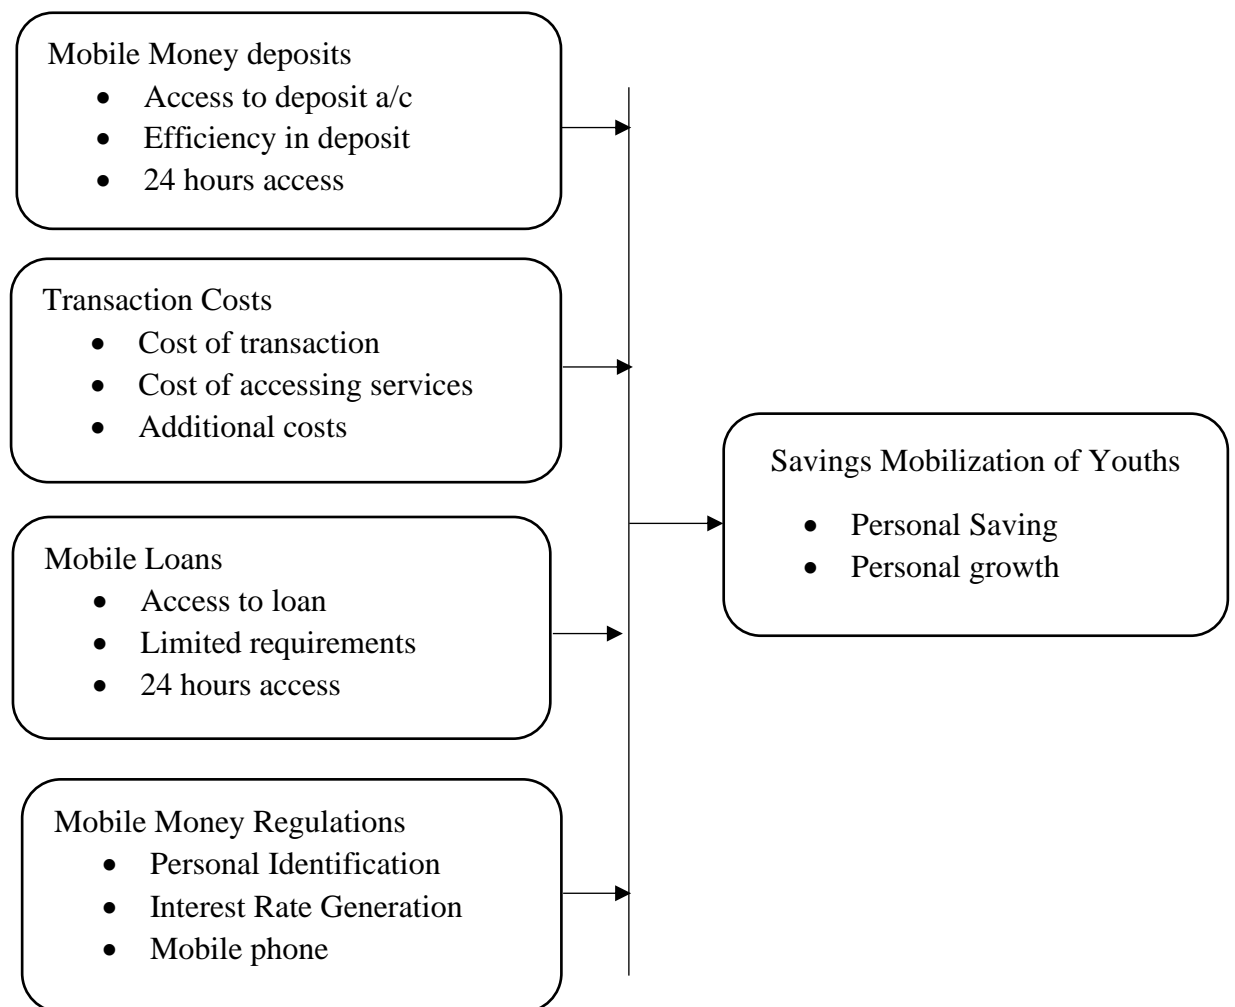 Mobile Money deposits
• Access to deposit a/c
• Efficiency in deposit
• 24 hours access
Transaction Costs
• Cost of transaction
• Cost of accessing services
• Additional costs
Mobile Loans
• Access to loan
• Limited requirements
• 24 hours access
Mobile Money Regulations
• Personal Identification
• Interest Rate Generation
• Mobile phone
Savings Mobilization of Youths
• Personal Saving
• Personal growth